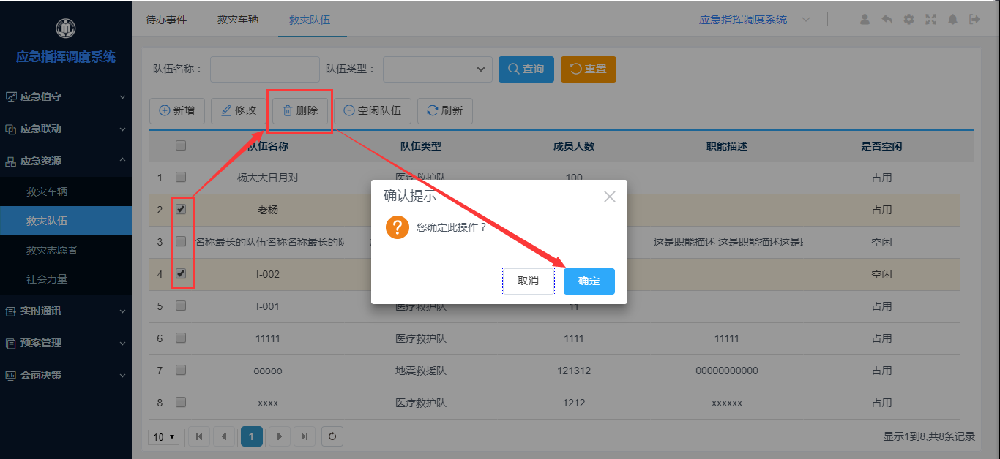 应急指挥调度系统
应急值守
应急联动
应急资源
救灾车辆
救灾队伍
救灾志愿者
社会力量
实时通讯
预案管理
会商决策
待办事件 救灾车辆 救灾队伍 应急指挥调度系统
队伍名称： 队伍类型： 查询 重置
新增 修改 删除 空闲队伍 刷新
队伍名称 队伍类型 成员人数 职能描述 是否空闲
1 杨大大日月对 医疗救护队 100 占用
2 老杨 占用
3 名称最长的队伍名称名称最长的队 这是职能描述 这是职能描述这是 空闲
4 I-002 空闲
5 I-001 医疗救护队 11 占用
6 11111 医疗救护队 1111 11111 占用
7 ooooo 地震救援队 121312 00000000000 占用
8 xxxx 医疗救护队 1212 xxxxxx 占用
确认提示
您确定此操作？
取消 确定
10 1 显示1到8,共8条记录